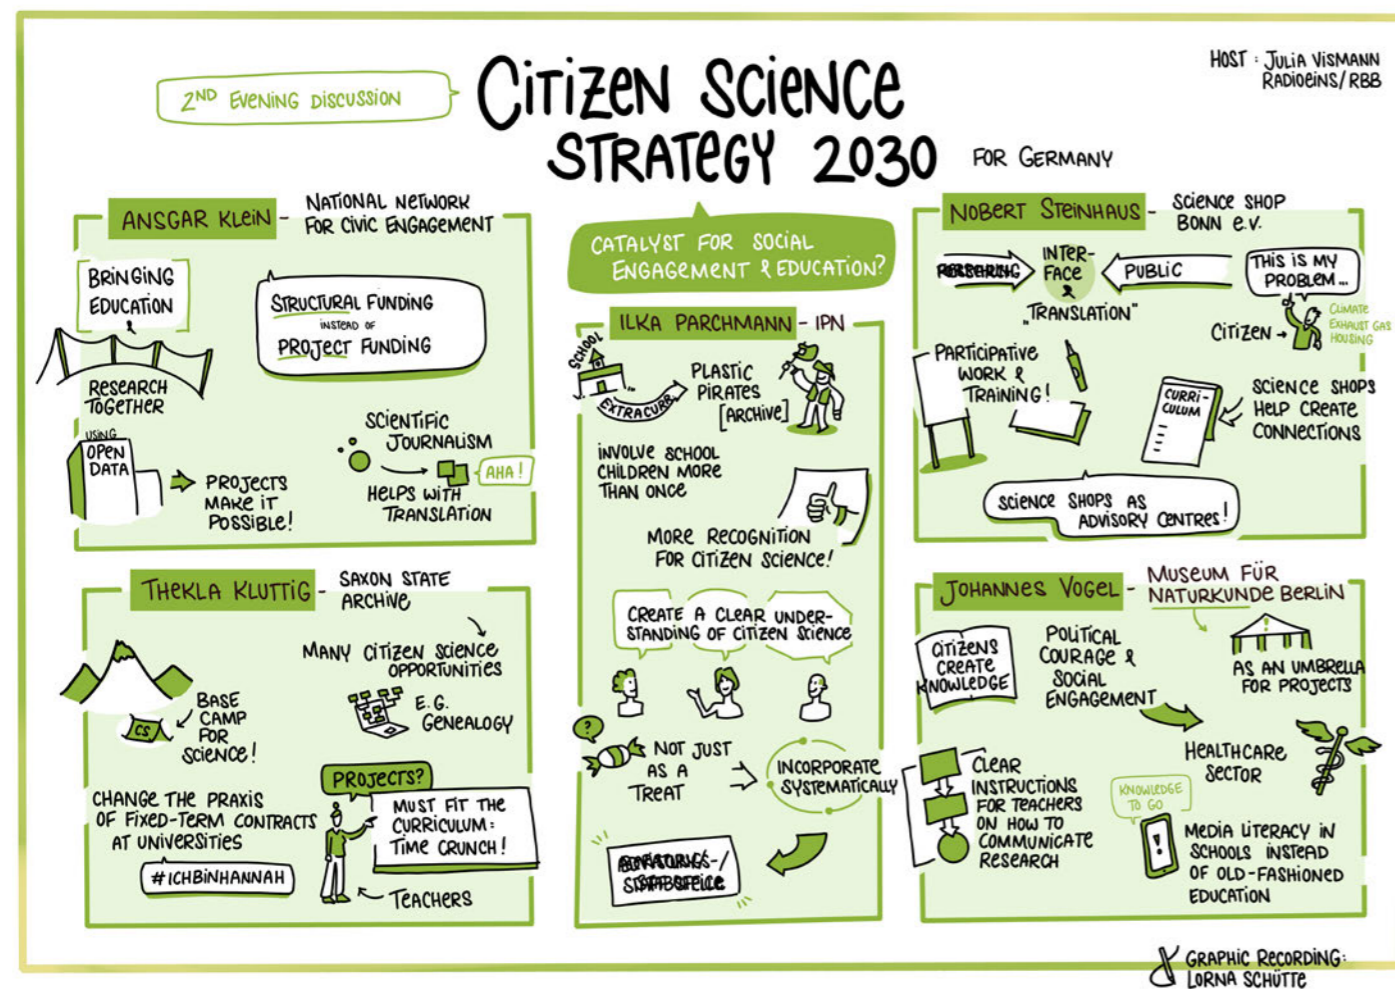 2ND EVENING DISCUSSION
CITIZEN SCIENCE
STRATEGY 2030
FOR GERMANY
HOST : JULIA VISMANN
RADIOEINS/RBB
CATALYST FOR SOCIAL
ENGAGEMENT & EDUCATION?
ANSGAR KLEIN -
NATIONAL NETWORK
FOR CIVIC ENGAGEMENT
BRINGING
EDUCATION
&
RESEARCH
TOGETHER
STRUCTURAL FUNDING
INSTEAD OF
PROJECT FUNDING
USING
OPEN
DATA
PROJECTS
MAKE IT
POSSIBLE!
SCIENTIFIC
JOURNALISM
AHA!
HELPS WITH
TRANSLATION
THEKLA KLUTTIG -
SAXON STATE
ARCHIVE
MANY CITIZEN SCIENCE
OPPORTUNITIES
E.G.
GENEALOGY
CS
BASE
CAMP
FOR
SCIENCE!
CHANGE THE PRAXIS
OF FIXED-TERM CONTRACTS
AT UNIVERSITIES
#ICHBINHANNAH
PROJECTS?
MUST FIT THE
CURRICULUM:
TIME CRUNCH!
TEACHERS
ILKA PARCHMANN - IPN
SCHOOL
EXTRACURR.
PLASTIC
PIRATES
[ARCHIVE]
INVOLVE SCHOOL
CHILDREN MORE
THAN ONCE
MORE RECOGNITION
FOR CITIZEN SCIENCE!
CREATE A CLEAR UNDER-
STANDING OF CITIZEN SCIENCE
?
NOT JUST
AS A
TREAT
INCORPORATE
SYSTEMATICALLY
NOBERT STEINHAUS -
SCIENCE SHOP
BONN e.V.
INTER-
FACE
&
"TRANSLATION"
PUBLIC
THIS IS MY
PROBLEM...
CITIZEN
CLIMATE
EXHAUST GAS
HOUSING
PARTICIPATIVE
WORK &
TRAINING!
CURRI-
CULUM
SCIENCE SHOPS
HELP CREATE
CONNECTIONS
SCIENCE SHOPS AS
ADVISORY CENTRES!
JOHANNES VOGEL -
MUSEUM FÜR
NATURKUNDE BERLIN
CITIZENS
CREATE
KNOWLEDGE
POLITICAL
COURAGE &
SOCIAL
ENGAGEMENT
!
AS AN UMBRELLA
FOR PROJECTS
HEALTHCARE
SECTOR
CLEAR
INSTRUCTIONS
FOR TEACHERS
ON HOW TO
COMMUNICATE
RESEARCH
KNOWLEDGE
TO GO
!
MEDIA LITERACY IN
SCHOOLS INSTEAD
OF OLD-FASHIONED
EDUCATION
GRAPHIC RECORDING:
LORNA SCHÜTTE